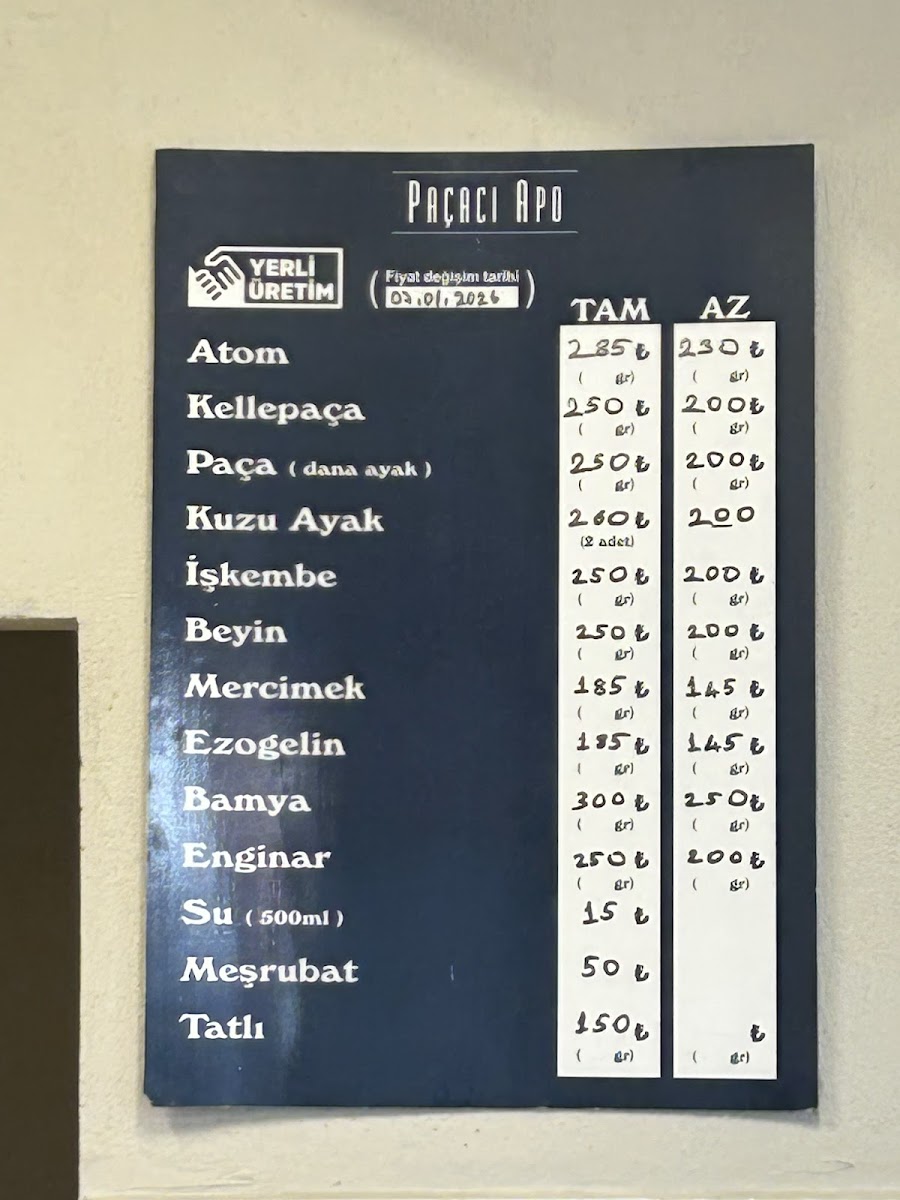 PAÇACI APO
YERLİ ÜRETİM
( Fiyat değişim tarihi )
03.01.2026
TAM AZ
Atom 285 ₺ 230 ₺
( gr) ( gr)
Kellepaça 250 ₺ 200 ₺
( gr) ( gr)
Paça ( dana ayak ) 250 ₺ 200 ₺
( gr) ( gr)
Kuzu Ayak 260 ₺ 200
(2 adet)
İşkembe 250 ₺ 200 ₺
( gr) ( gr)
Beyin 250 ₺ 200 ₺
( gr) ( gr)
Mercimek 185 ₺ 145 ₺
( gr) ( gr)
Ezogelin 185 ₺ 145 ₺
( gr) ( gr)
Bamya 300 ₺ 250 ₺
( gr) ( gr)
Enginar 250 ₺ 200 ₺
( gr) ( gr)
Su ( 500ml ) 15 ₺
Meşrubat 50 ₺
Tatlı 150 ₺ ₺
( gr) ( gr)